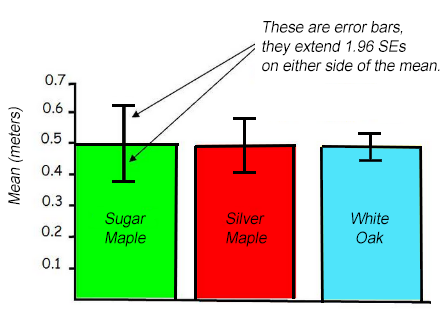 These are error bars,
they extend 1.96 SEs
on either side of the mean.
Mean (meters)
0.7
0.6
0.5
0.4
0.3
0.2
0.1
Sugar
Maple
Silver
Maple
White
Oak